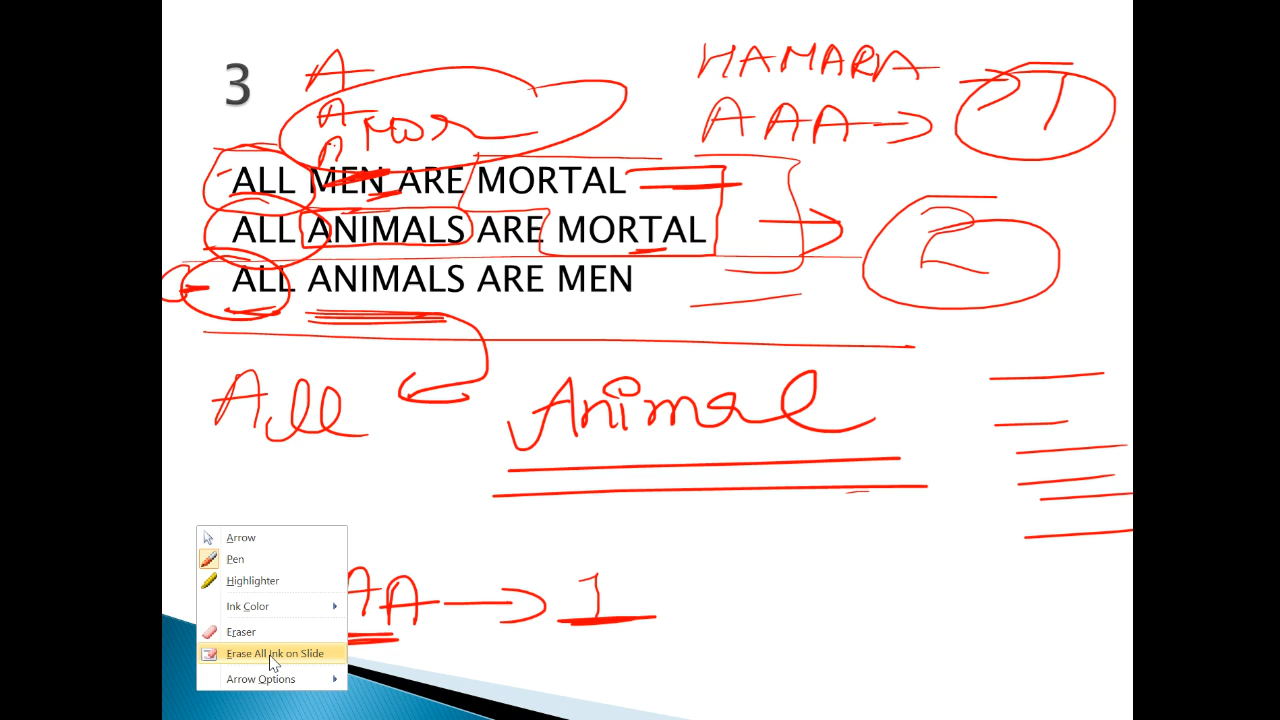 3
A
A
A
HAMARA
AAA → 1
ALL MEN ARE MORTAL
ALL ANIMALS ARE MORTAL
2
ALL ANIMALS ARE MEN
All Animal
AA → 1
Arrow
Pen
Highlighter
Ink Color
Eraser
Erase All Ink on Slide
Arrow Options